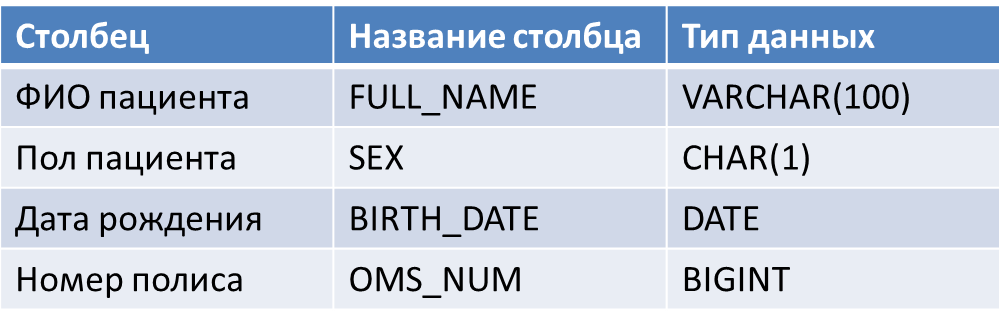 Столбец Название столбца Тип данных
ФИО пациента FULL_NAME VARCHAR(100)
Пол пациента SEX CHAR(1)
Дата рождения BIRTH_DATE DATE
Номер полиса OMS_NUM BIGINT